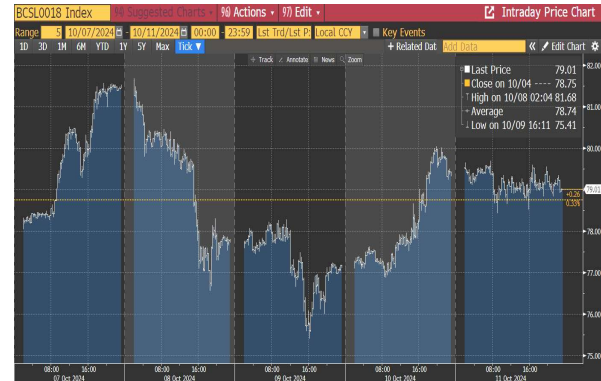 BCSL0018 Index 94) Suggested Charts 96) Actions 97) Edit Intraday Price Chart
Range 5 10/07/2024 - 10/11/2024 00:00 - 23:59 Lst Trd/Lst P Local CCY Key Events
1D 3D 1M 6M YTD 1Y 5Y Max Tick ▼ + Related Dat Add Data « Edit Chart
+ Track Annotate News Zoom
Last Price 79.01
Close on 10/04 ---- 78.75
High on 10/08 02:04 81.68
Average 78.74
Low on 10/09 16:11 75.41
82.00
81.00
80.00
79.01
+0.26
0.33%
78.00
77.00
76.00
75.00
08:00 16:00 08:00 16:00 08:00 16:00 08:00 16:00 08:00 16:00
07 Oct 2024 08 Oct 2024 09 Oct 2024 10 Oct 2024 11 Oct 2024